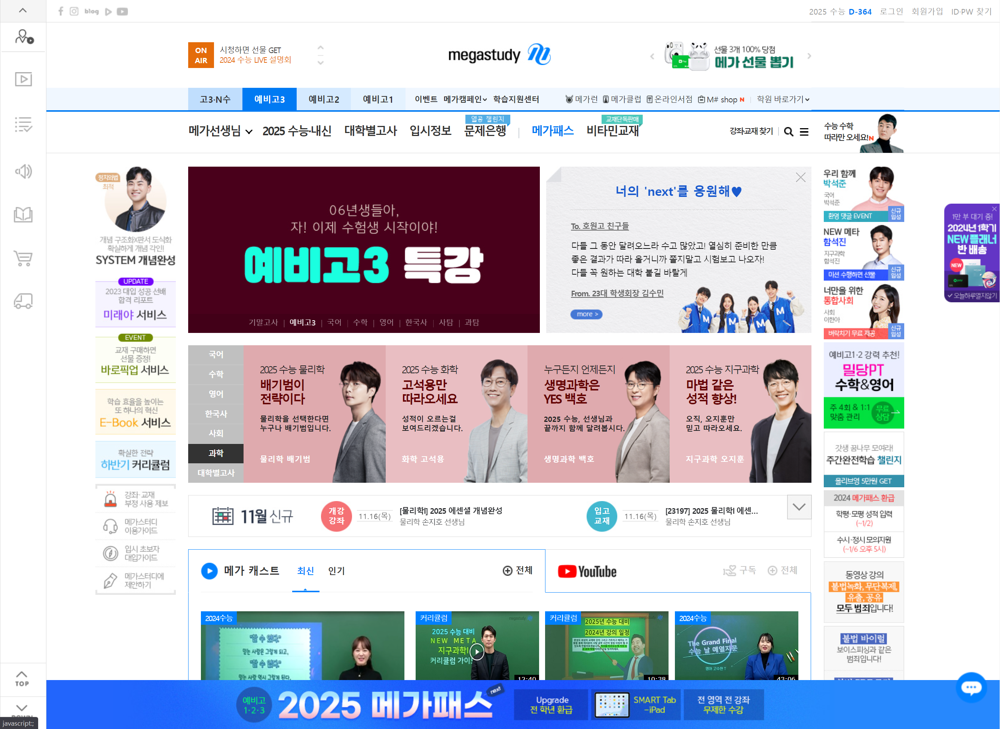 blog
2025 수능 D-364 로그인 회원가입 ID·PW 찾기
ON AIR
시청하면 선물 GET
2024 수능 LIVE 설명회
megastudy
선물 3개 100% 당첨
메가 선물 뽑기
고3·N수 예비고3 예비고2 예비고1 이벤트 메가캠페인 학습지원센터 메가런 메가클럽 온라인서점 M# shop N 학원 바로가기
열공 챌린지
교재단독판매
메가선생님 2025 수능·내신 대학별고사 입시정보 문제은행 메가패스 비타민교재
강좌·교재 찾기
수능 수학
따라만 오세요! N
정치와법
최적
개념 구조화X판서 도식화
확실하게 개념 각인!
SYSTEM 개념완성
UPDATE
2023 대입 성공 선배
합격 리포트
미래야 서비스
EVENT
교재 구매하면
선물 증정!
바로픽업 서비스
학습 효율을 높이는
또 하나의 혁신
E-Book 서비스
확실한 전략
하반기 커리큘럼
강좌·교재
부정 사용 제보
메가스터디
이용가이드
입시 초보자
대입가이드
메가스터디에
제안하기
06년생들아,
자! 이제 수험생 시작이야!
예비고3 특강
기말고사 | 예비고3 | 국어 | 수학 | 영어 | 한국사 | 사탐 | 과탐
너의 'next'를 응원해♥
To. 호원고 친구들
다들 그 동안 달려오느라 수고 많았고! 열심히 준비한 만큼
좋은 결과가 따라 올거니까 쫄지말고 시험보고 나오자!
다들 꼭 원하는 대학 붙길 바랄게
From. 23대 학생회장 김수민
more >
M M M M
국어
수학
영어
한국사
사회
과학
대학별고사
2025 수능 물리학
배기범이
전략이다
물리학을 선택한다면
누구나 배기범입니다.
물리학 배기범
2025 수능 화학
고석용만
따라오세요
성적이 오르는걸
보여드리겠습니다.
화학 고석용
누구든지 언제든지
생명과학은
YES 백호
2025 수능, 선생님과
끝까지 함께 달려봅시다.
생명과학 백호
2025 수능 지구과학
마법 같은
성적 향상!
오직, 오지훈만
믿고 따라오세요.
지구과학 오지훈
11월 신규
개강
강좌
11.16(목)
[물리학I] 2025 에센셜 개념완성
물리학 손지호 선생님
입고
교재
11.16(목)
[23197] 2025 물리학I 에센...
물리학 손지호 선생님
메가 캐스트 최신 인기 전체
YouTube 구독 전체
2024수능
"할 수 있다."
믿는 사람은 그렇게 되고,
"할 수 없다."
믿는 사람 역시 그렇게 된다.
커리큘럼
megastudy
2025 수능 대비
NEW META
지구과학I
커리큘럼 가이드
12:40
커리큘럼
megastudy
2025년 수능 대비
2024년 강의 일정
10:38
2024수능
The Grand Final
수능 날 예열지문
영어 고수현 T
43:06
우리 함께
박석준
국어
박석준
환영 댓글 EVENT
신규
입성
NEW 메타
함석진
지구과학
함석진
미션 수행하면 선물
신규
입성
너만을 위한
통합사회
사회
이한아
벼락치기 무료 제공
신규
입성
예비고1·2 강력 추천!
밀당PT
수학&영어
주 4회 & 1:1
맞춤 관리
무료
상담
갓생 꿈나무 모여라!
주간완전학습 챌린지
올리브영 5만원 GET
2024 메가패스 환급
학평·모평 성적 입력
(~1/2)
수시·정시 모의지원
(~1/6 오후 5시)
동영상 강의
불법녹화, 무단복제,
유출, 공유
모두 범죄입니다!
불법 바이럴
보이스피싱과 같은
범죄입니다!
1만 부 대기 중!
2024년 1학기
NEW 플래너
반 배송
NEW
pay
오늘하루열지않기
TOP
DOWN
javascript:;
예비고
1·2·3
2025 메가패스
next
Upgrade
전 학년 환급
SMART Tab
-iPad
전 영역 전 강좌
무제한 수강